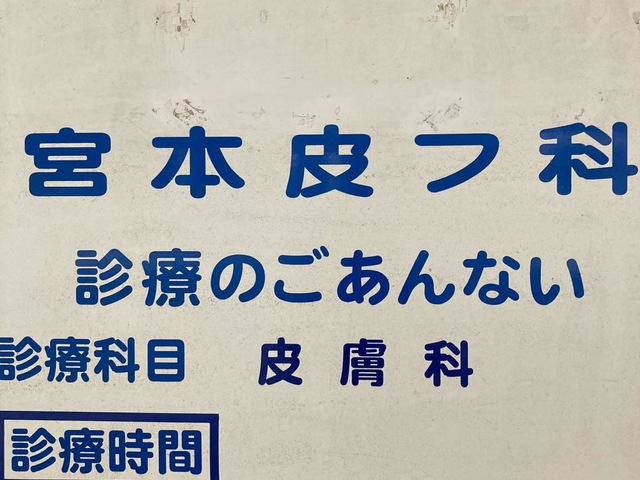 宮本皮フ科
診療のごあんない
診療科目 皮膚科
診療時間